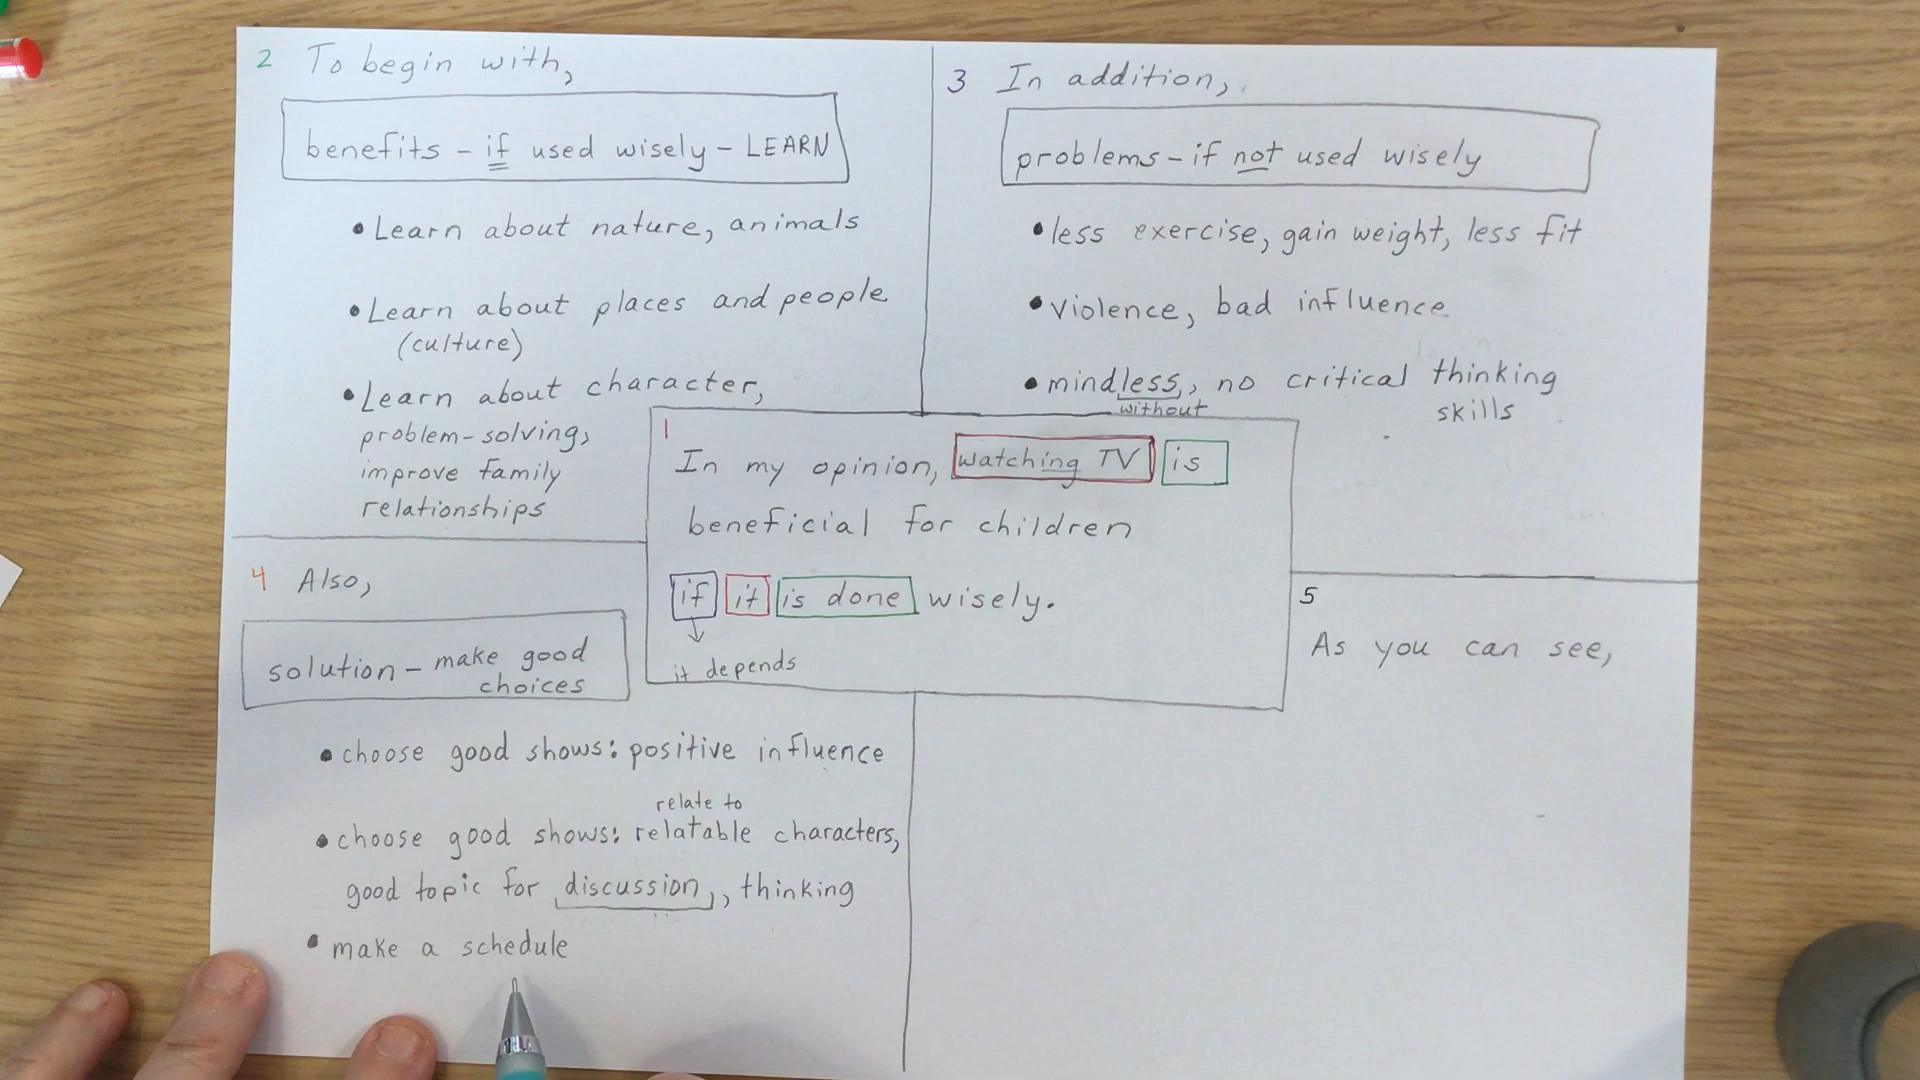 2 To begin with,
benefits - if used wisely - LEARN
• Learn about nature, animals
• Learn about places and people
(culture)
• Learn about character,
problem-solving,
improve family
relationships
3 In addition,
problems - if not used wisely
• less exercise, gain weight, less fit
• violence, bad influence
• mindless, no critical thinking
without
skills
1
In my opinion, watching TV is
beneficial for children
if it is done wisely.
it depends
4 Also,
solution - make good
choices
• choose good shows: positive influence
relate to
• choose good shows: relatable characters,
good topic for discussion, thinking
• make a schedule
5
As you can see,